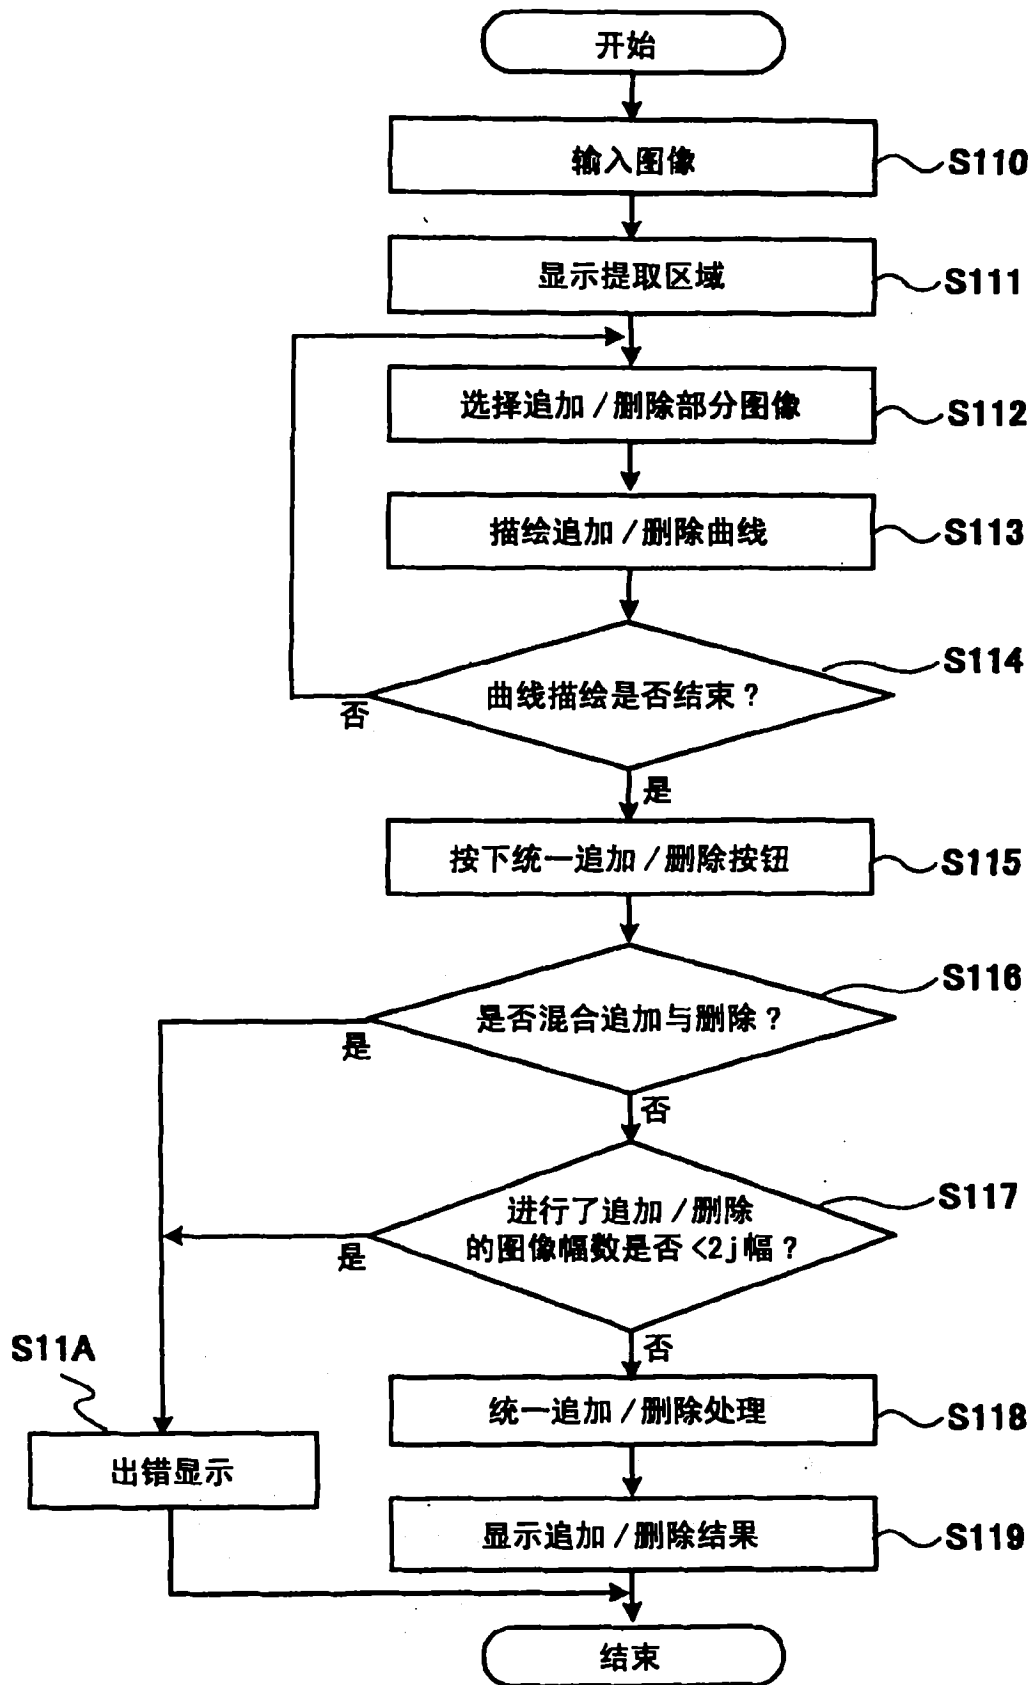 开始
输入图像
S110
显示提取区域
S111
选择追加/删除部分图像
S112
描绘追加/删除曲线
S113
S114
曲线描绘是否结束?
否
是
按下统一追加/删除按钮
S115
S116
是否混合追加与删除?
是
否
S117
进行了追加/删除
的图像幅数是否<2j幅?
是
否
S11A
统一追加/删除处理
S118
出错显示
显示追加/删除结果
S119
结束